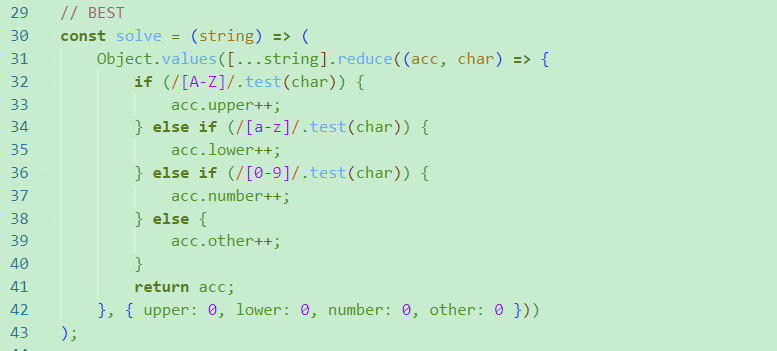 29 // BEST
30 const solve = (string) => (
31     Object.values([...string].reduce((acc, char) => {
32         if (/[A-Z]/.test(char)) {
33             acc.upper++;
34         } else if (/[a-z]/.test(char)) {
35             acc.lower++;
36         } else if (/[0-9]/.test(char)) {
37             acc.number++;
38         } else {
39             acc.other++;
40         }
41         return acc;
42     }, { upper: 0, lower: 0, number: 0, other: 0 }))
43 );